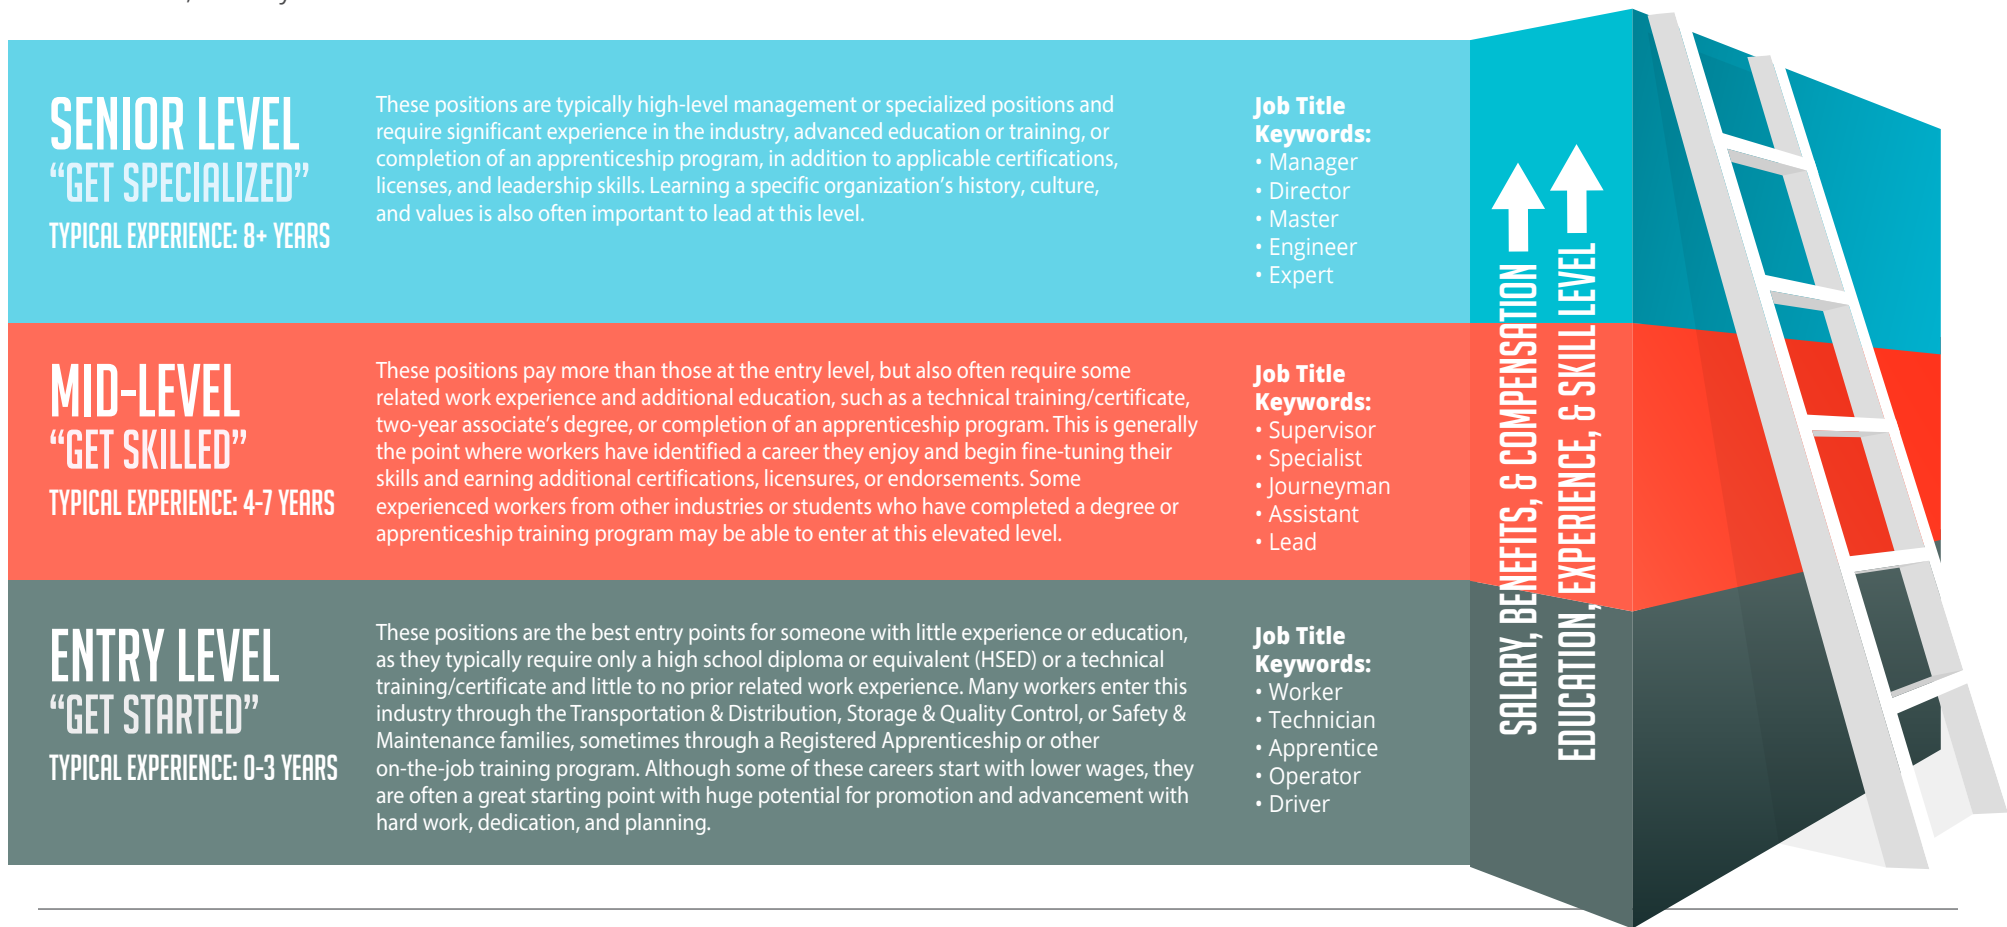 SENIOR LEVEL
“GET SPECIALIZED”
TYPICAL EXPERIENCE: 8+ YEARS
These positions are typically high-level management or specialized positions and
require significant experience in the industry, advanced education or training, or
completion of an apprenticeship program, in addition to applicable certifications,
licenses, and leadership skills. Learning a specific organization’s history, culture,
and values is also often important to lead at this level.
Job Title
Keywords:
• Manager
• Director
• Master
• Engineer
• Expert
MID-LEVEL
“GET SKILLED”
TYPICAL EXPERIENCE: 4-7 YEARS
These positions pay more than those at the entry level, but also often require some
related work experience and additional education, such as a technical training/certificate,
two-year associate’s degree, or completion of an apprenticeship program. This is generally
the point where workers have identified a career they enjoy and begin fine-tuning their
skills and earning additional certifications, licensures, or endorsements. Some
experienced workers from other industries or students who have completed a degree or
apprenticeship training program may be able to enter at this elevated level.
Job Title
Keywords:
• Supervisor
• Specialist
• Journeyman
• Assistant
• Lead
ENTRY LEVEL
“GET STARTED”
TYPICAL EXPERIENCE: 0-3 YEARS
These positions are the best entry points for someone with little experience or education,
as they typically require only a high school diploma or equivalent (HSED) or a technical
training/certificate and little to no prior related work experience. Many workers enter this
industry through the Transportation & Distribution, Storage & Quality Control, or Safety &
Maintenance families, sometimes through a Registered Apprenticeship or other
on-the-job training program. Although some of these careers start with lower wages, they
are often a great starting point with huge potential for promotion and advancement with
hard work, dedication, and planning.
Job Title
Keywords:
• Worker
• Technician
• Apprentice
• Operator
• Driver
SALARY, BENEFITS, & COMPENSATION
EDUCATION, EXPERIENCE, & SKILL LEVEL